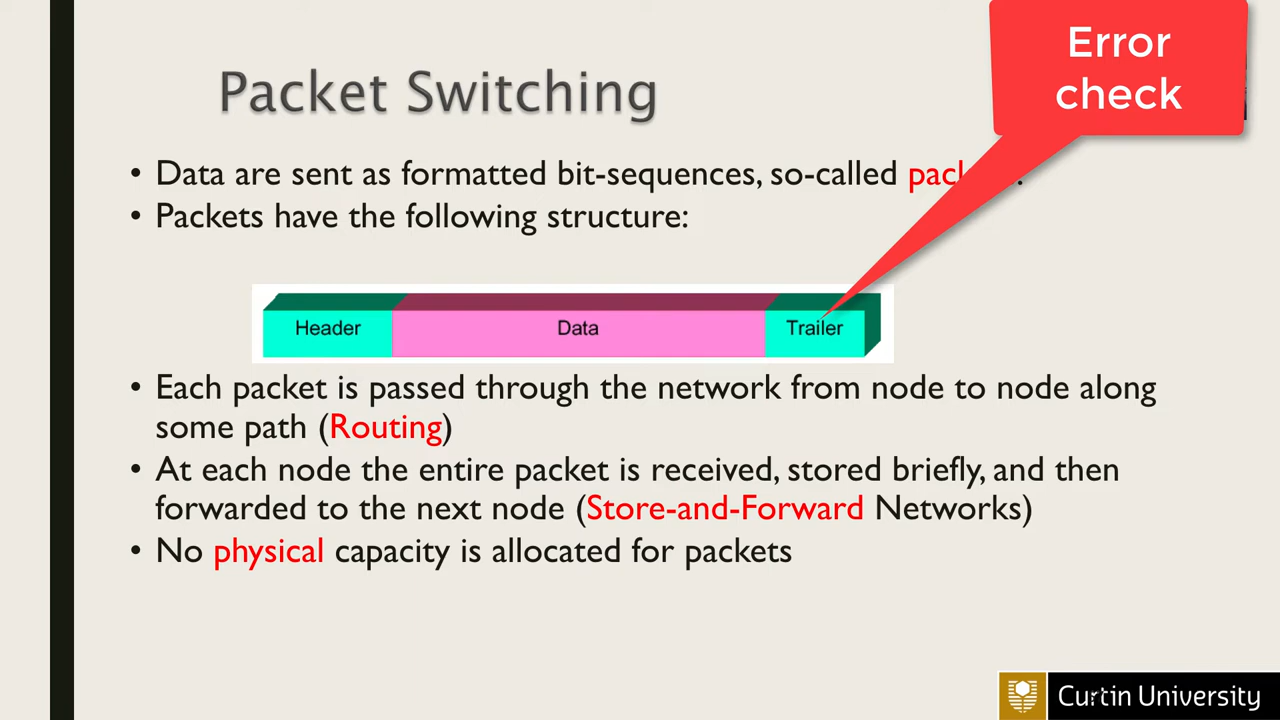 Error
check
Packet Switching
• Data are sent as formatted bit-sequences, so-called
• Packets have the following structure:
Header Data Trailer
• Each packet is passed through the network from node to node along
some path (Routing)
• At each node the entire packet is received, stored briefly, and then
forwarded to the next node (Store-and-Forward Networks)
• No physical capacity is allocated for packets
Curtin University